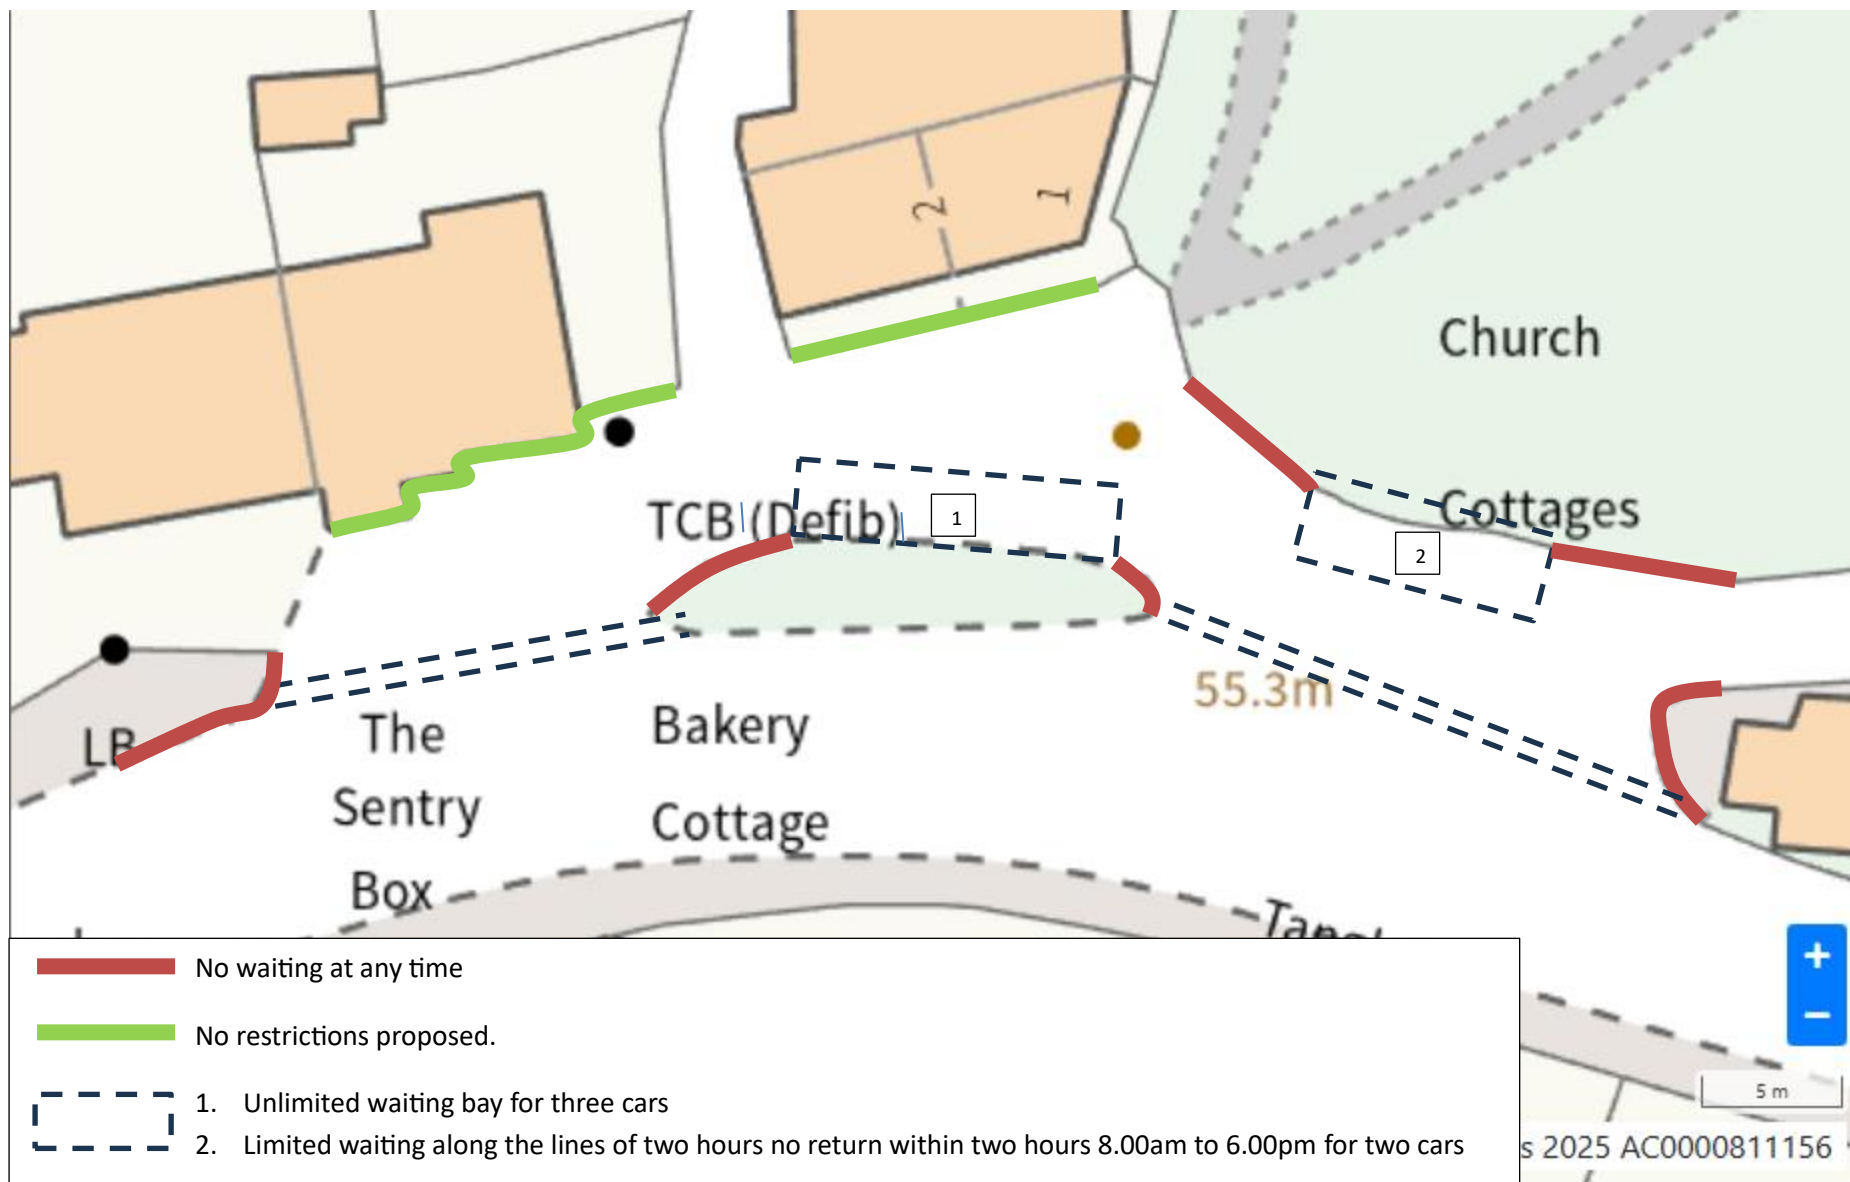 2
1
Church
Cottages
TCB (Defib)
1
2
55.3m
LB
The
Sentry
Box
Bakery
Cottage
No waiting at any time
No restrictions proposed.
1. Unlimited waiting bay for three cars
2. Limited waiting along the lines of two hours no return within two hours 8.00am to 6.00pm for two cars
+
−
5 m
s 2025 AC0000811156